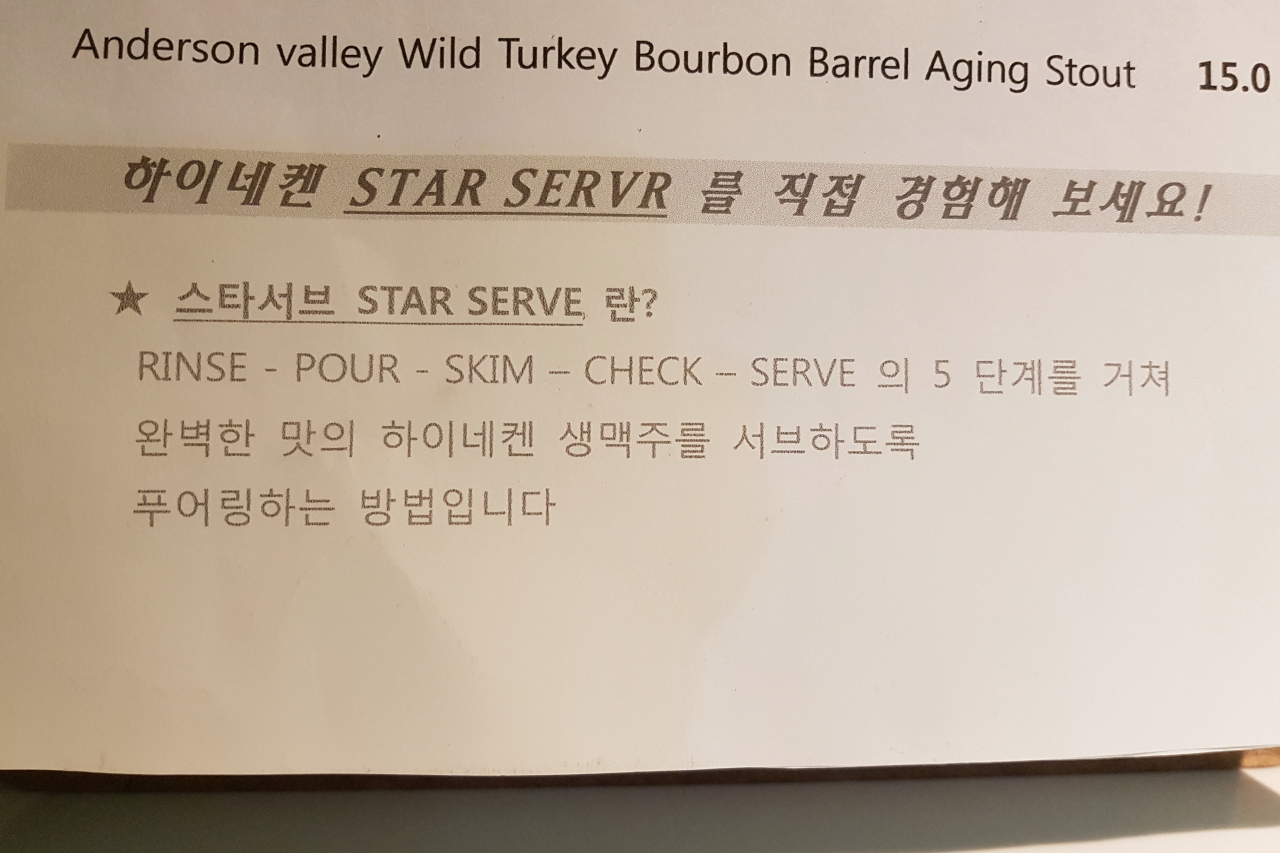 Anderson valley Wild Turkey Bourbon Barrel Aging Stout 15.0
하이네켄 STAR SERVR 를 직접 경험해 보세요!
★ 스타서브 STAR SERVE 란?
RINSE - POUR - SKIM – CHECK – SERVE 의 5 단계를 거쳐
완벽한 맛의 하이네켄 생맥주를 서브하도록
푸어링하는 방법입니다